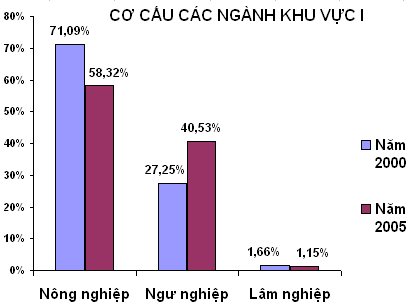 CƠ CẤU CÁC NGÀNH KHU VỰC I
80%
70%
60%
50%
40%
30%
20%
10%
0%
71,09%
58,32%
27,25%
40,53%
1,66%
1,15%
Nông nghiệp
Ngư nghiệp
Lâm nghiệp
Năm
2000
Năm
2005